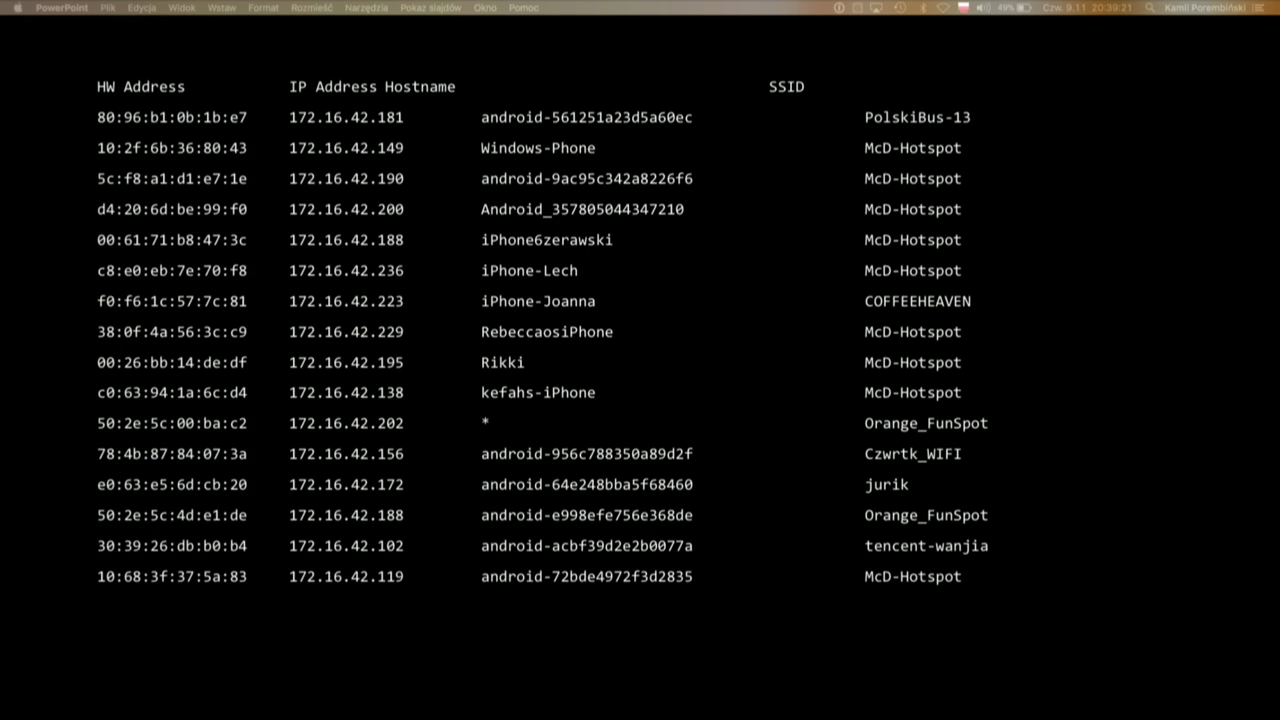 PowerPoint Plik Edycja Widok Wstaw Format Rozmieść Narzędzia Pokaz slajdów Okno Pomoc 49% Czw. 9.11 20:39:21 Kamil Porembiński
HW Address IP Address Hostname SSID
80:96:b1:0b:1b:e7 172.16.42.181 android-561251a23d5a60ec PolskiBus-13
10:2f:6b:36:80:43 172.16.42.149 Windows-Phone McD-Hotspot
5c:f8:a1:d1:e7:1e 172.16.42.190 android-9ac95c342a8226f6 McD-Hotspot
d4:20:6d:be:99:f0 172.16.42.200 Android_357805044347210 McD-Hotspot
00:61:71:b8:47:3c 172.16.42.188 iPhone6zerawski McD-Hotspot
c8:e0:eb:7e:70:f8 172.16.42.236 iPhone-Lech McD-Hotspot
f0:f6:1c:57:7c:81 172.16.42.223 iPhone-Joanna COFFEEHEAVEN
38:0f:4a:56:3c:c9 172.16.42.229 RebeccaosiPhone McD-Hotspot
00:26:bb:14:de:df 172.16.42.195 Rikki McD-Hotspot
c0:63:94:1a:6c:d4 172.16.42.138 kefahs-iPhone McD-Hotspot
50:2e:5c:00:ba:c2 172.16.42.202 * Orange_FunSpot
78:4b:87:84:07:3a 172.16.42.156 android-956c788350a89d2f Czwrtk_WIFI
e0:63:e5:6d:cb:20 172.16.42.172 android-64e248bba5f68460 jurik
50:2e:5c:4d:e1:de 172.16.42.188 android-e998efe756e368de Orange_FunSpot
30:39:26:db:b0:b4 172.16.42.102 android-acbf39d2e2b0077a tencent-wanjia
10:68:3f:37:5a:83 172.16.42.119 android-72bde4972f3d2835 McD-Hotspot